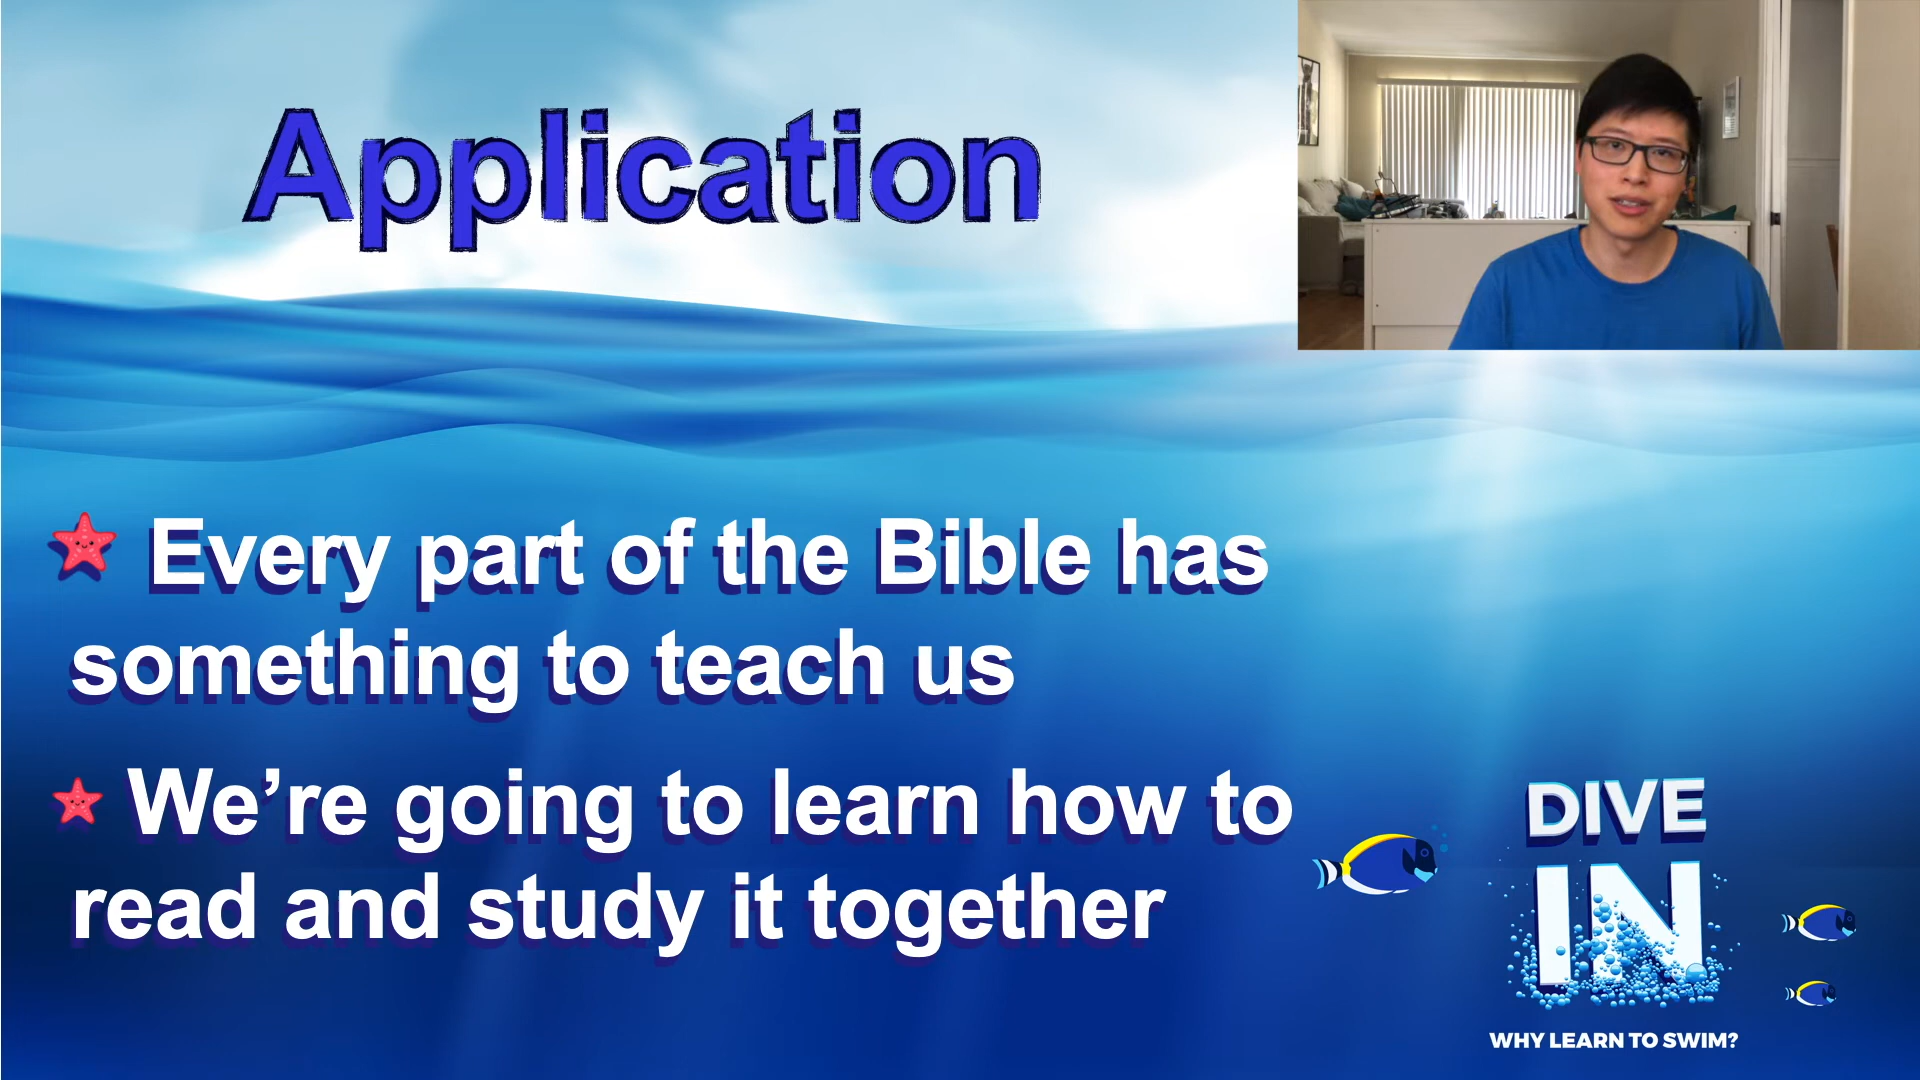 Application
Every part of the Bible has
something to teach us
We’re going to learn how to
read and study it together
DIVE
IN
WHY LEARN TO SWIM?